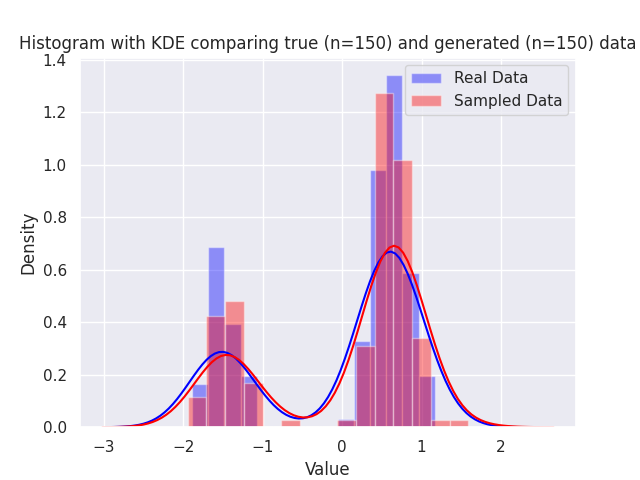 Histogram with KDE comparing true (n=150) and generated (n=150) data
Real Data
Sampled Data
Density
1.4
1.2
1.0
0.8
0.6
0.4
0.2
0.0
−3 −2 −1 0 1 2
Value